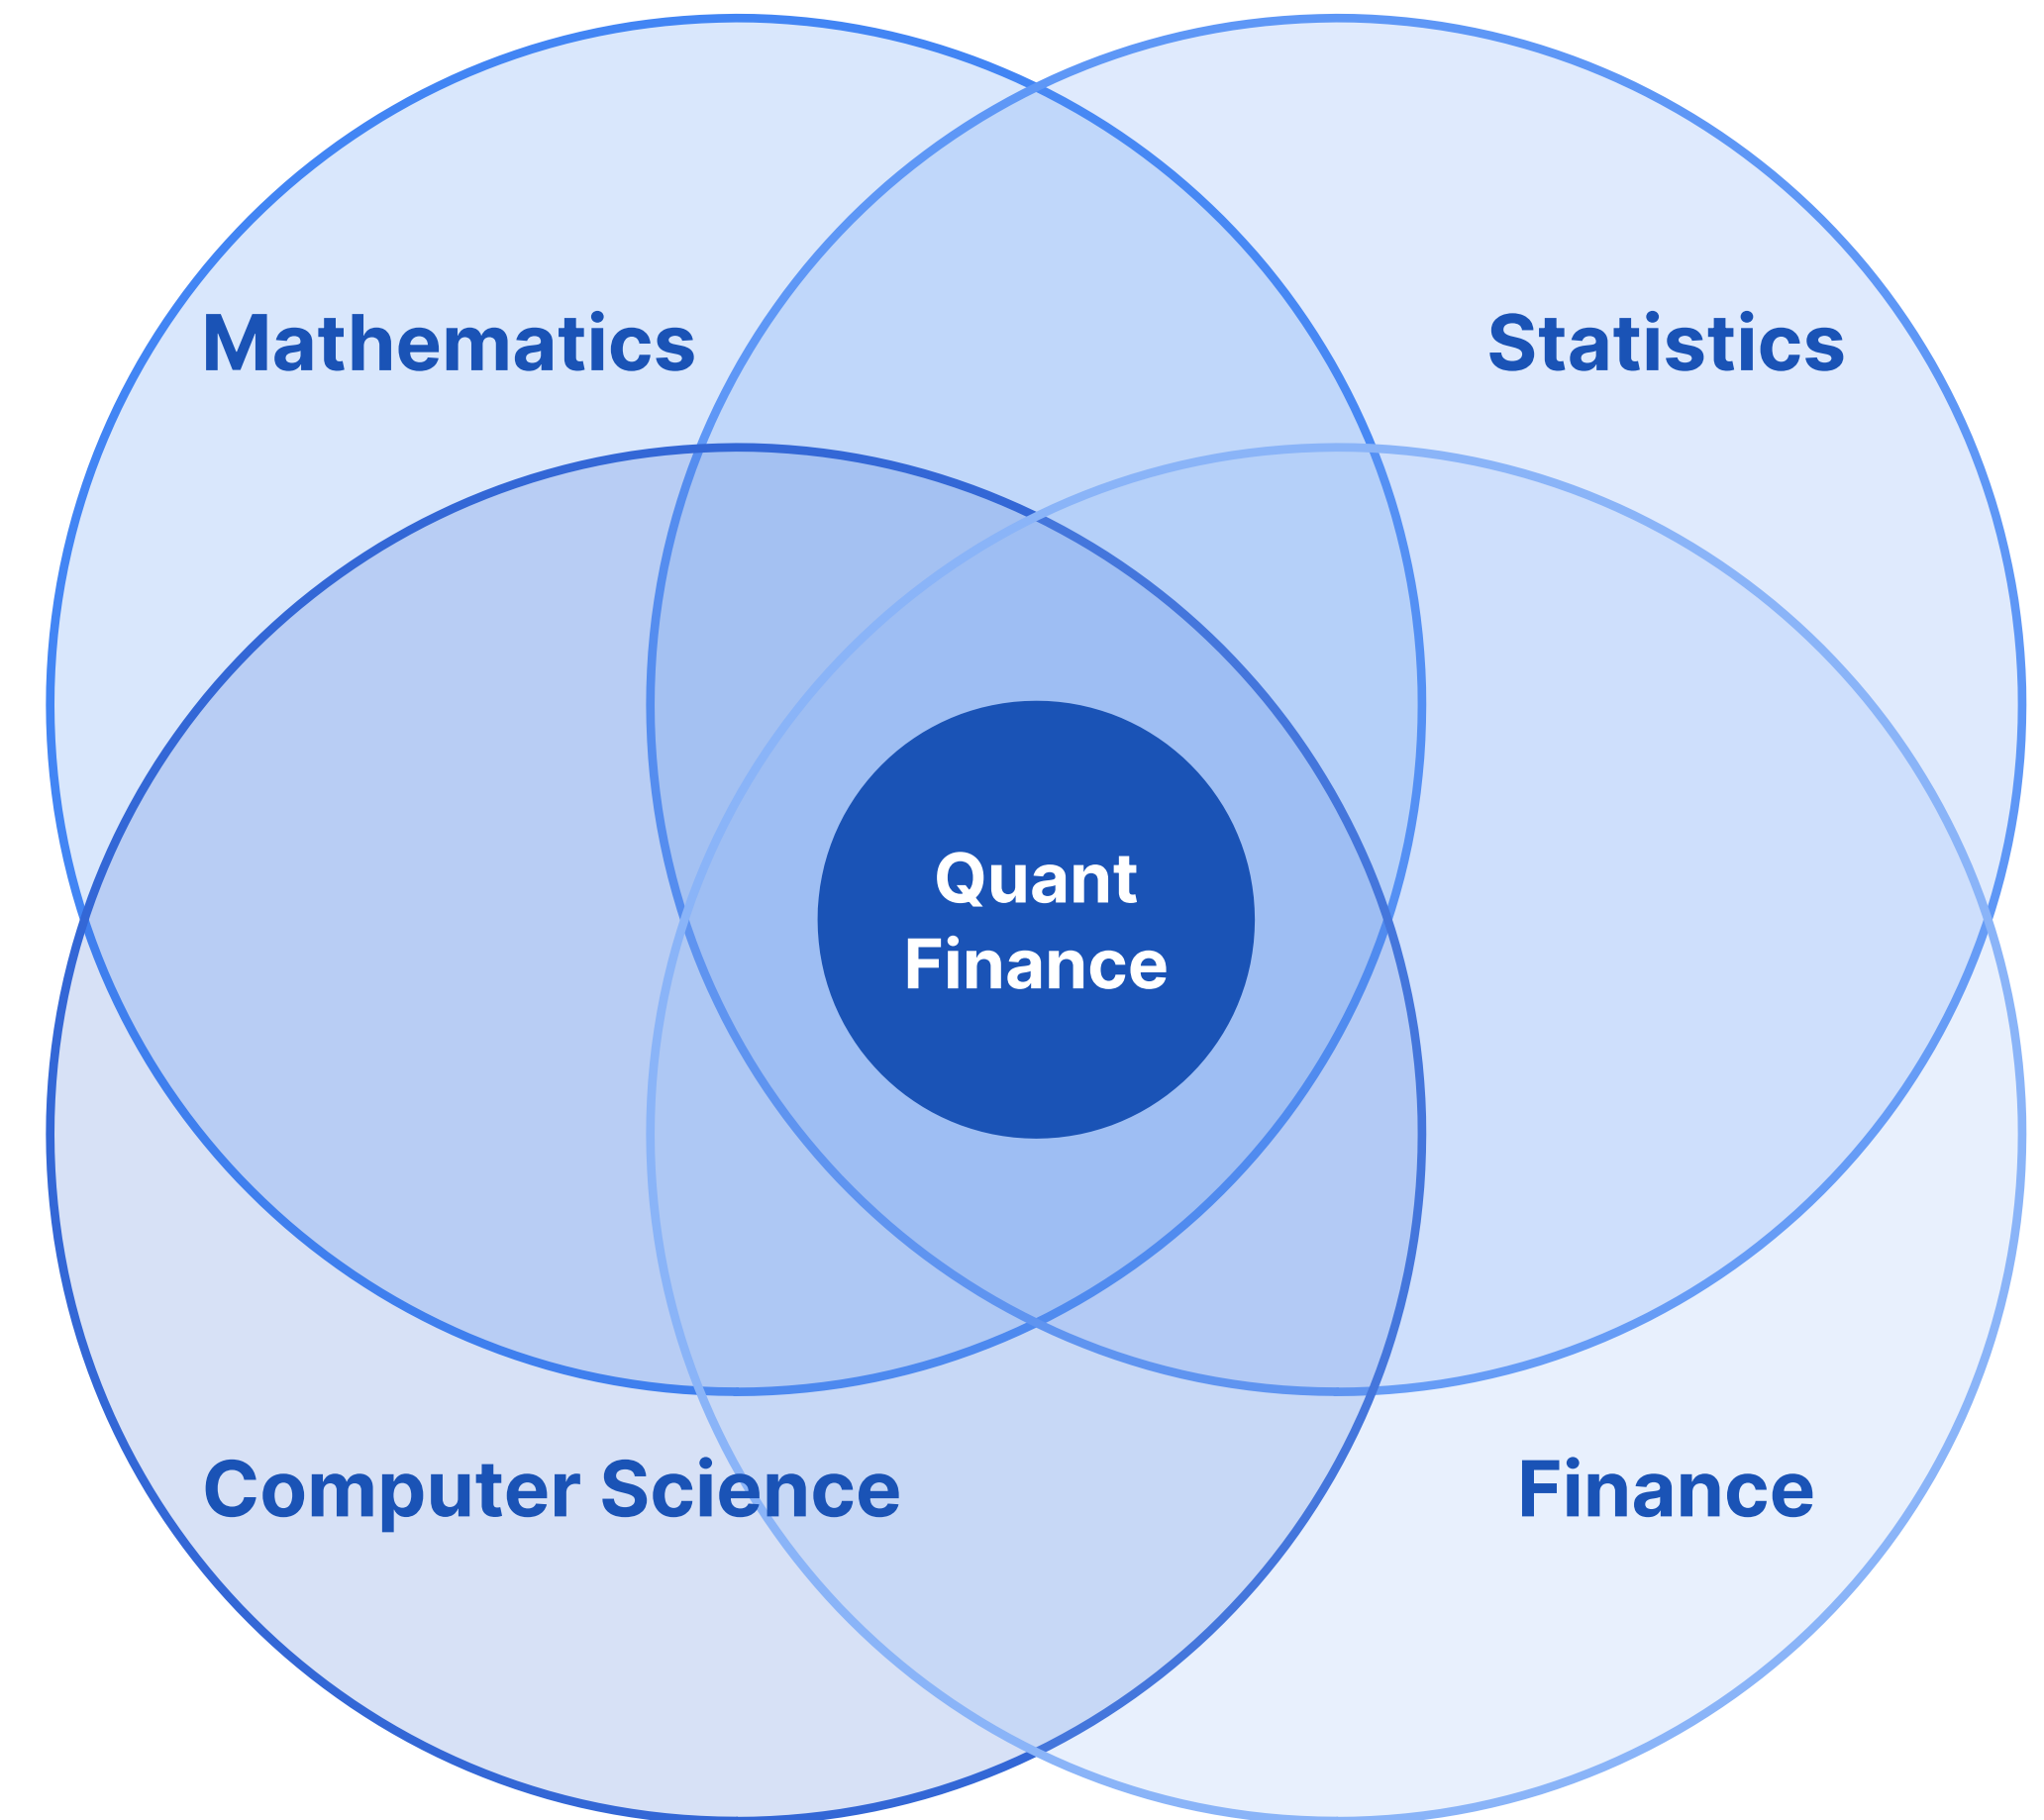 Mathematics
Statistics
Quant
Finance
Computer Science
Finance